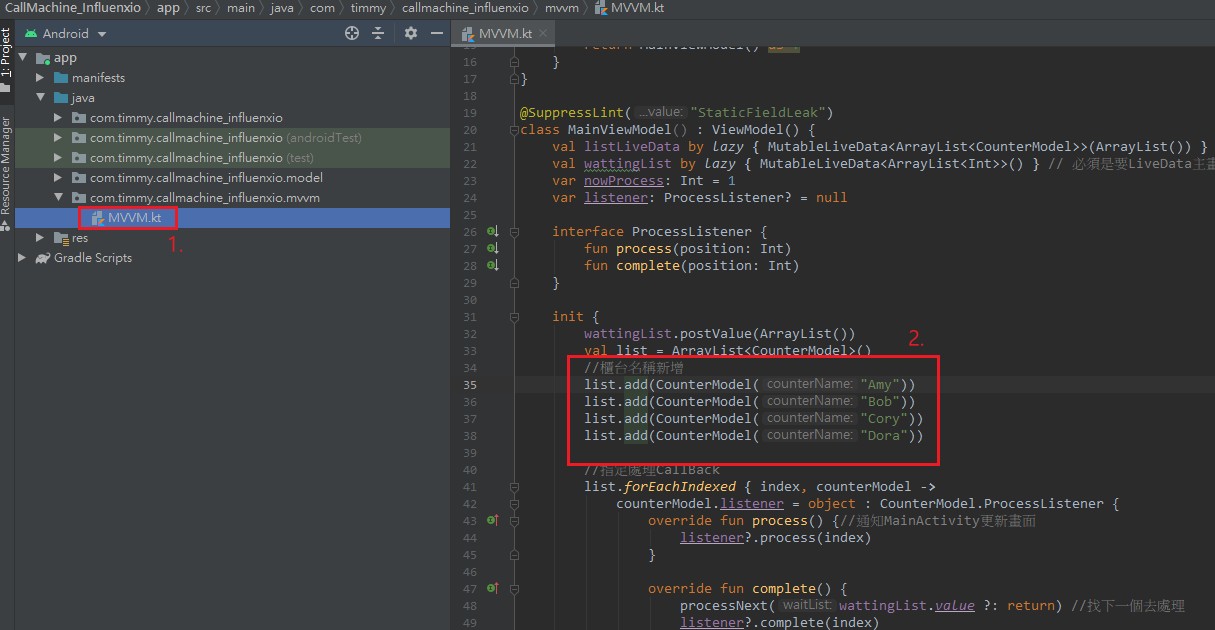 CallMachine_Influenxio 〉 app 〉 src 〉 main 〉 java 〉 com 〉 timmy 〉 callmachine_influenxio 〉 mvvm 〉 MVVM.kt
1: Project
Resource Manager
Android
app
manifests
java
com.timmy.callmachine_influenxio
com.timmy.callmachine_influenxio (androidTest)
com.timmy.callmachine_influenxio (test)
com.timmy.callmachine_influenxio.model
com.timmy.callmachine_influenxio.mvvm
MVVM.kt
1.
res
Gradle Scripts
MVVM.kt
15 return MainViewModel() as T
16 }
17 }
18
19 @SuppressLint( ...value: "StaticFieldLeak")
20 class MainViewModel() : ViewModel() {
21 val listLiveData by lazy { MutableLiveData<ArrayList<CounterModel>>(ArrayList()) }
22 val wattingList by lazy { MutableLiveData<ArrayList<Int>>() } // 必須是要LiveData主畫
23 var nowProcess: Int = 1
24 var listener: ProcessListener? = null
25
26 interface ProcessListener {
27 fun process(position: Int)
28 fun complete(position: Int)
29 }
30
31 init {
32 wattingList.postValue(ArrayList())
2.
33 val list = ArrayList<CounterModel>()
34 //櫃台名稱新增
35 list.add(CounterModel( counterName: "Amy"))
36 list.add(CounterModel( counterName: "Bob"))
37 list.add(CounterModel( counterName: "Cory"))
38 list.add(CounterModel( counterName: "Dora"))
39
40 //指定處理CallBack
41 list.forEachIndexed { index, counterModel ->
42 counterModel.listener = object : CounterModel.ProcessListener {
43 override fun process() {//通知MainActivity更新畫面
44 listener?.process(index)
45 }
46
47 override fun complete() {
48 processNext( waitList: wattingList.value ?: return) //找下一個去處理
49 listener?.complete(index)